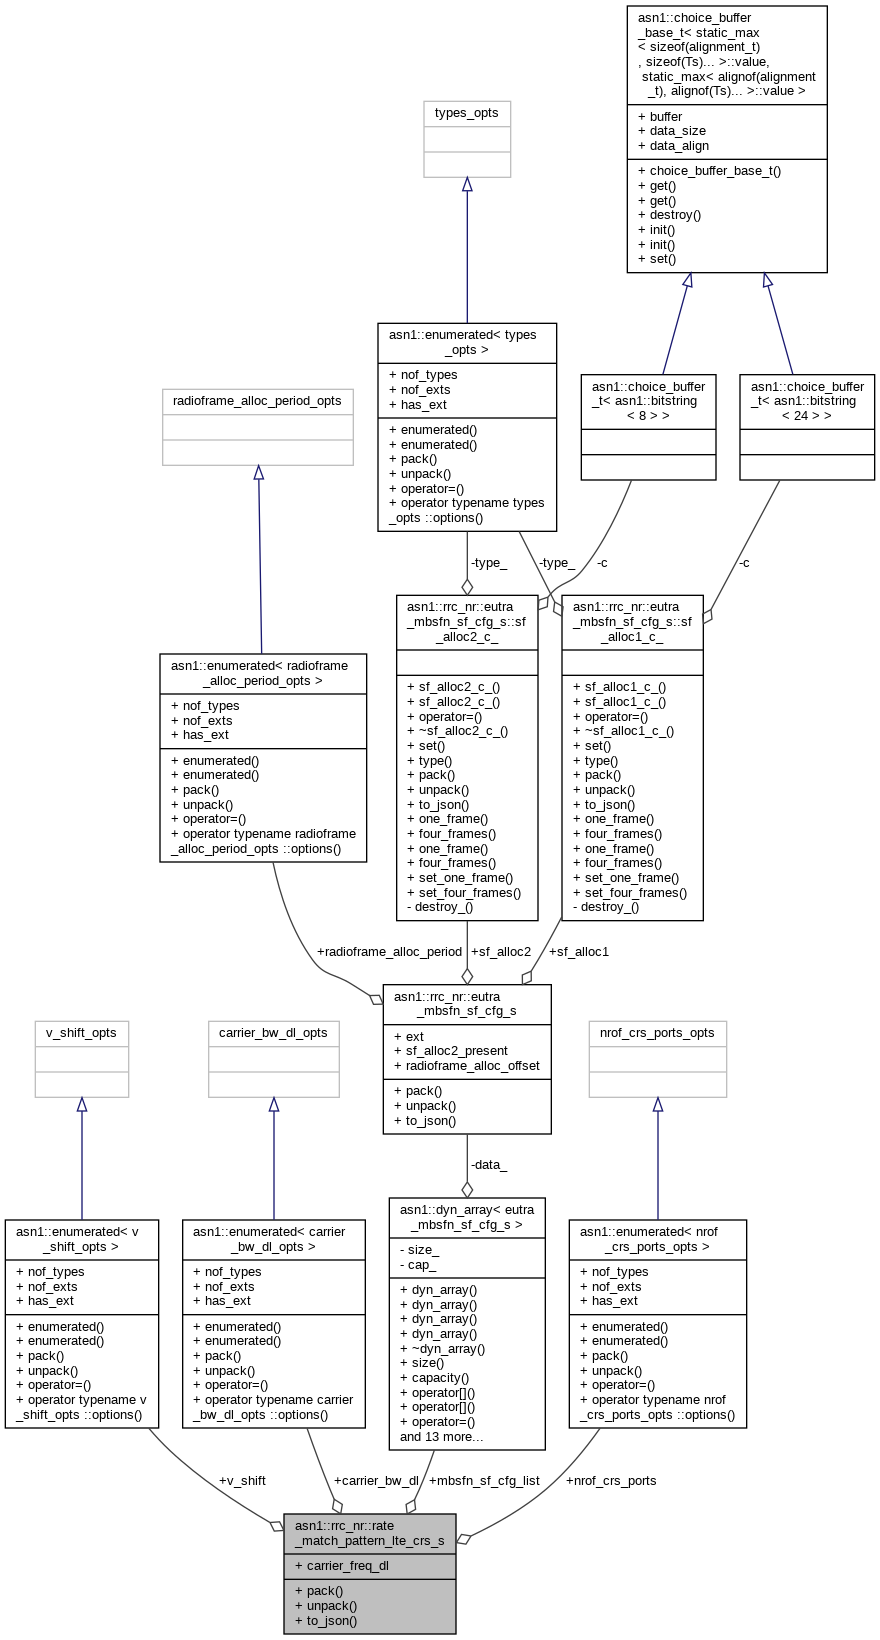 asn1::choice_buffer
_base_t< static_max
< sizeof(alignment_t)
, sizeof(Ts)... >::value,
static_max< alignof(alignment
_t), alignof(Ts)... >::value >
+ buffer
+ data_size
+ data_align
+ choice_buffer_base_t()
+ get()
+ get()
+ destroy()
+ init()
+ init()
+ set()
types_opts
asn1::enumerated< types
_opts >
+ nof_types
+ nof_exts
+ has_ext
+ enumerated()
+ enumerated()
+ pack()
+ unpack()
+ operator=()
+ operator typename types
_opts ::options()
asn1::choice_buffer
_t< asn1::bitstring
< 8 > >
asn1::choice_buffer
_t< asn1::bitstring
< 24 > >
radioframe_alloc_period_opts
-type_
-type_
-c
-c
asn1::rrc_nr::eutra
_mbsfn_sf_cfg_s::sf
_alloc2_c_
+ sf_alloc2_c_()
+ sf_alloc2_c_()
+ operator=()
+ ~sf_alloc2_c_()
+ set()
+ type()
+ pack()
+ unpack()
+ to_json()
+ one_frame()
+ four_frames()
+ one_frame()
+ four_frames()
+ set_one_frame()
+ set_four_frames()
- destroy_()
asn1::rrc_nr::eutra
_mbsfn_sf_cfg_s::sf
_alloc1_c_
+ sf_alloc1_c_()
+ sf_alloc1_c_()
+ operator=()
+ ~sf_alloc1_c_()
+ set()
+ type()
+ pack()
+ unpack()
+ to_json()
+ one_frame()
+ four_frames()
+ one_frame()
+ four_frames()
+ set_one_frame()
+ set_four_frames()
- destroy_()
asn1::enumerated< radioframe
_alloc_period_opts >
+ nof_types
+ nof_exts
+ has_ext
+ enumerated()
+ enumerated()
+ pack()
+ unpack()
+ operator=()
+ operator typename radioframe
_alloc_period_opts ::options()
+radioframe_alloc_period
+sf_alloc2
+sf_alloc1
asn1::rrc_nr::eutra
_mbsfn_sf_cfg_s
+ ext
+ sf_alloc2_present
+ radioframe_alloc_offset
+ pack()
+ unpack()
+ to_json()
v_shift_opts
carrier_bw_dl_opts
nrof_crs_ports_opts
-data_
asn1::enumerated< v
_shift_opts >
+ nof_types
+ nof_exts
+ has_ext
+ enumerated()
+ enumerated()
+ pack()
+ unpack()
+ operator=()
+ operator typename v
_shift_opts ::options()
asn1::enumerated< carrier
_bw_dl_opts >
+ nof_types
+ nof_exts
+ has_ext
+ enumerated()
+ enumerated()
+ pack()
+ unpack()
+ operator=()
+ operator typename carrier
_bw_dl_opts ::options()
asn1::dyn_array< eutra
_mbsfn_sf_cfg_s >
- size_
- cap_
+ dyn_array()
+ dyn_array()
+ dyn_array()
+ dyn_array()
+ ~dyn_array()
+ size()
+ capacity()
+ operator[]()
+ operator[]()
+ operator=()
and 13 more...
asn1::enumerated< nrof
_crs_ports_opts >
+ nof_types
+ nof_exts
+ has_ext
+ enumerated()
+ enumerated()
+ pack()
+ unpack()
+ operator=()
+ operator typename nrof
_crs_ports_opts ::options()
+v_shift
+carrier_bw_dl
+mbsfn_sf_cfg_list
+nrof_crs_ports
asn1::rrc_nr::rate
_match_pattern_lte_crs_s
+ carrier_freq_dl
+ pack()
+ unpack()
+ to_json()